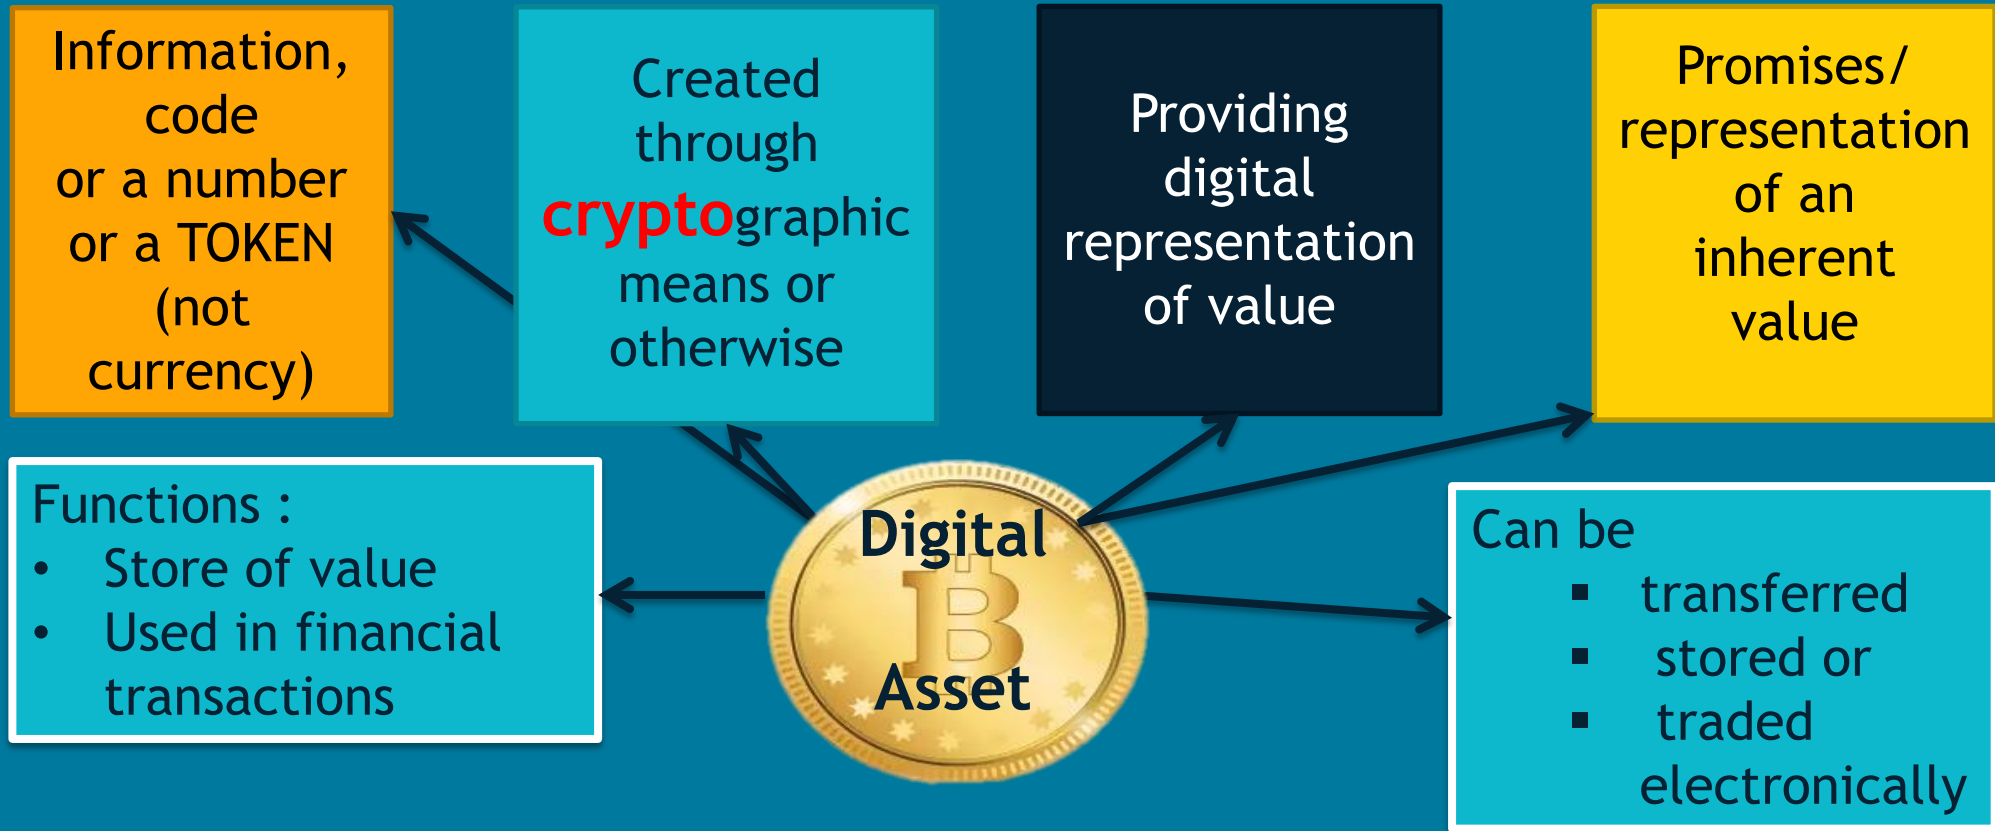 Information,
code
or a number
or a TOKEN
(not
currency)
Created
through
cryptographic
means or
otherwise
Providing
digital
representation
of value
Promises/
representation
of an
inherent
value
Functions :
• Store of value
• Used in financial
transactions
Digital
B
Asset
Can be
▪ transferred
▪ stored or
▪ traded
electronically